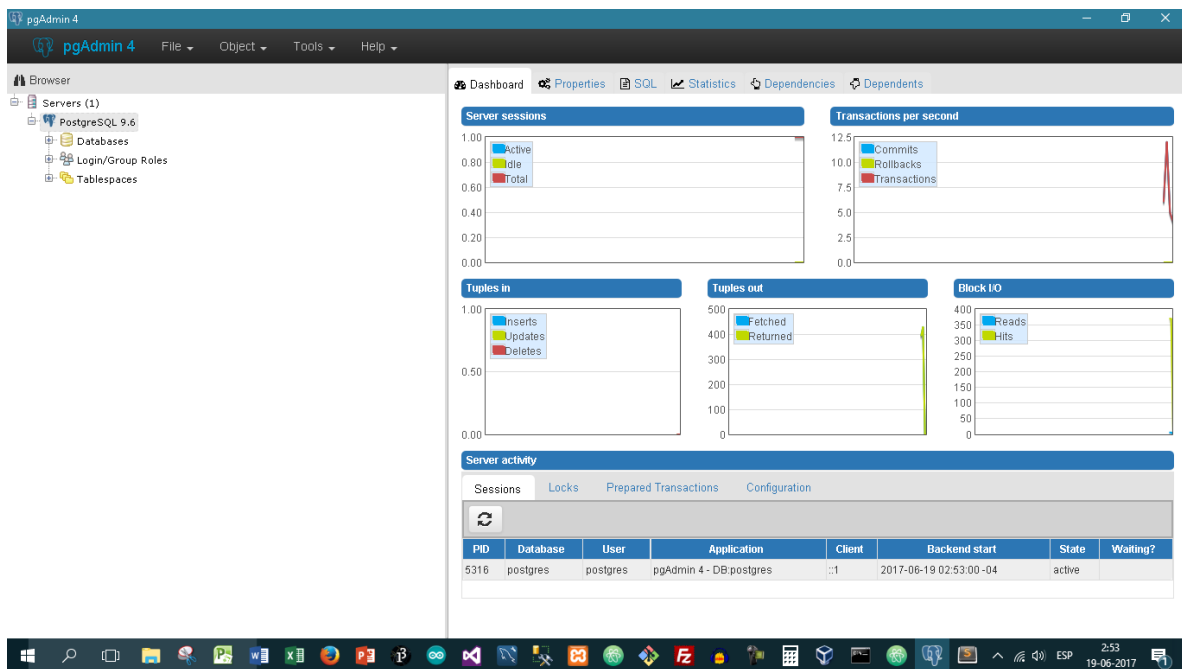 pgAdmin 4
pgAdmin 4 File Object Tools Help
Browser
Servers (1)
PostgreSQL 9.6
Databases
Login/Group Roles
Tablespaces
Dashboard Properties SQL Statistics Dependencies Dependents
Server sessions
1.00
0.80
0.60
0.40
0.20
0.00
Active
Idle
Total
Transactions per second
12.5
10.0
7.5
5.0
2.5
0.0
Commits
Rollbacks
Transactions
Tuples in
1.00
0.50
0.00
Inserts
Updates
Deletes
Tuples out
500
400
300
200
100
0
Fetched
Returned
Block I/O
400
350
300
250
200
150
100
50
0
Reads
Hits
Server activity
Sessions Locks Prepared Transactions Configuration
PID Database User Application Client Backend start State Waiting?
5316 postgres postgres pgAdmin 4 - DB:postgres ::1 2017-06-19 02:53:00 -04 active
ESP
2:53
19-06-2017